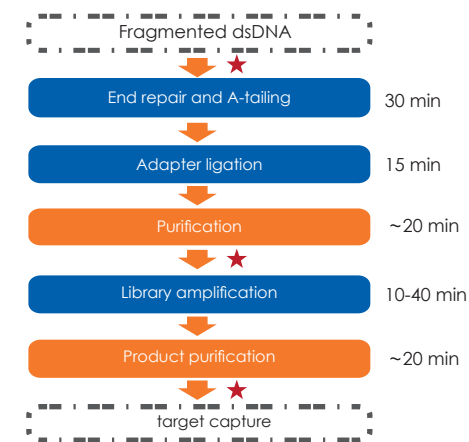 Fragmented dsDNA
End repair and A-tailing
30 min
Adapter ligation
15 min
Purification
~20 min
Library amplification
10-40 min
Product purification
~20 min
target capture